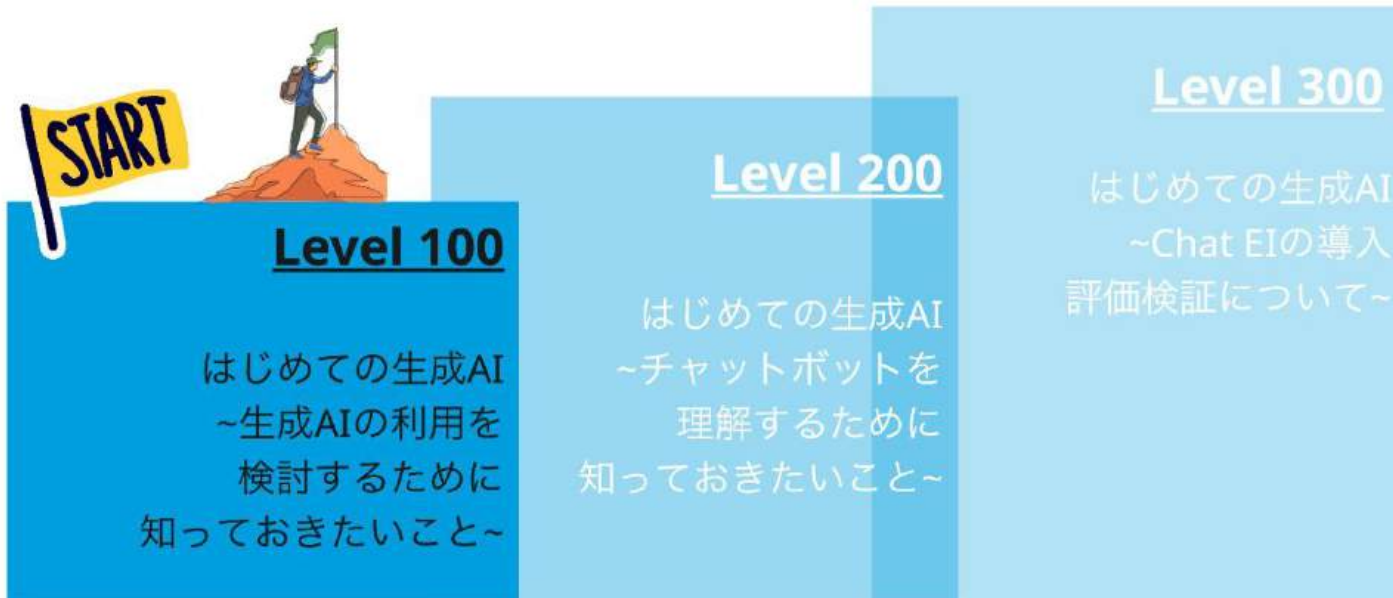 START
Level 100
はじめての生成AI
~生成AIの利用を
検討するために
知っておきたいこと~
Level 200
はじめての生成AI
~チャットボットを
理解するために
知っておきたいこと~
Level 300
はじめての生成AI
~Chat EIの導入
評価検証について~